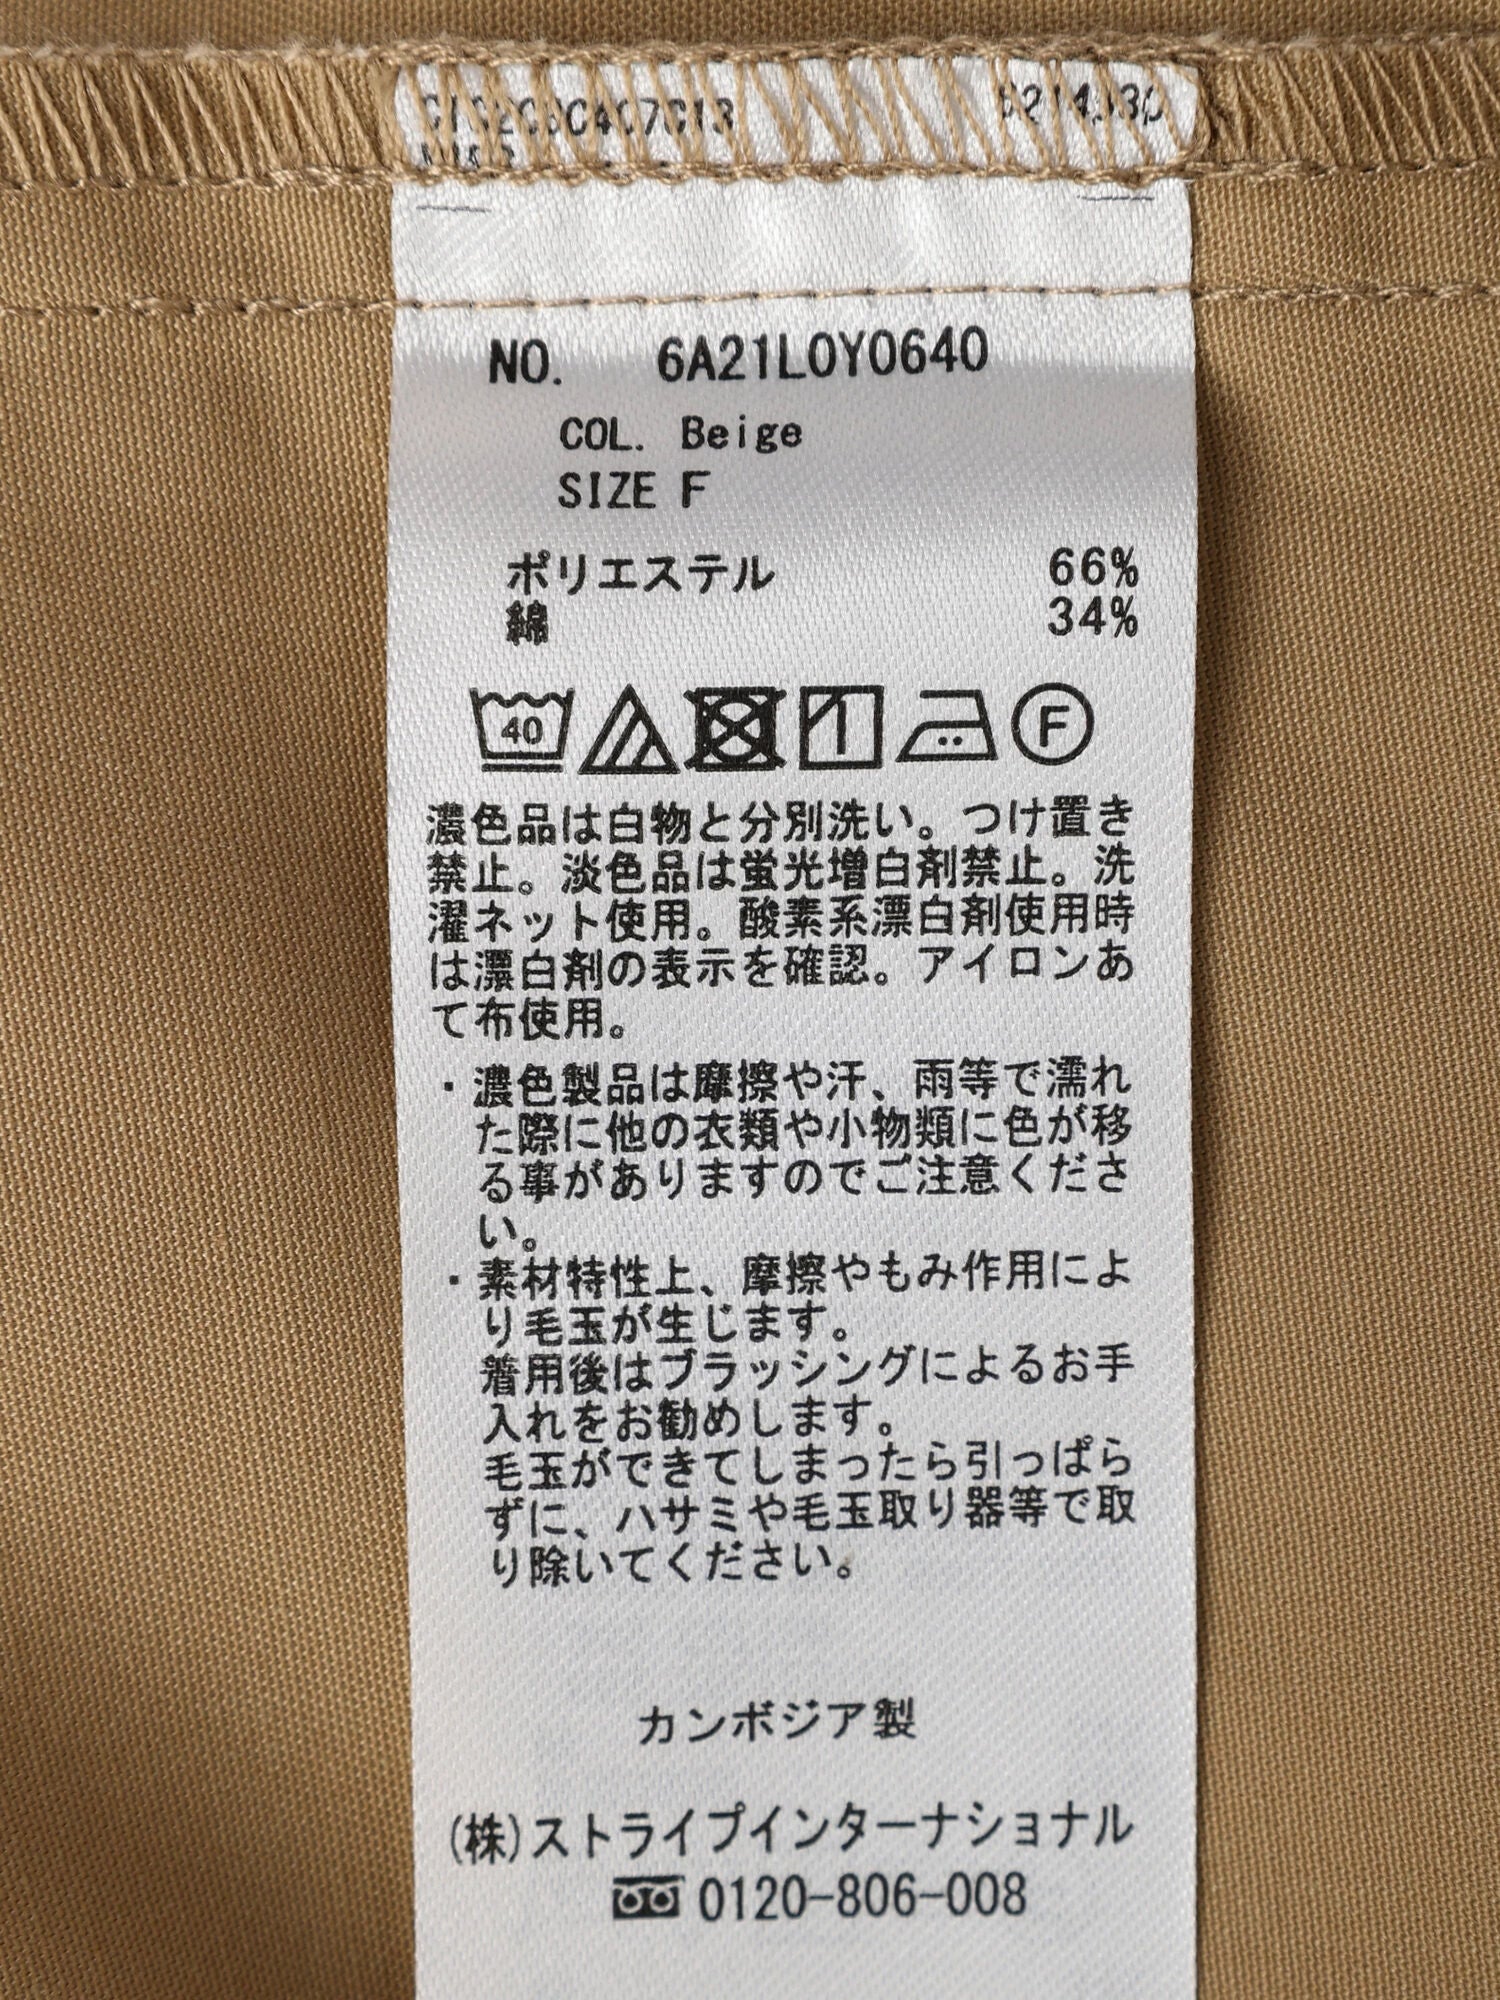 NO. 6A21L0Y0640
COL. Beige
SIZE F
ポリエステル 66%
綿 34%
40
F
濃色品は白物と分別洗い。つけ置き
禁止。淡色品は蛍光増白剤禁止。洗
濯ネット使用。酸素系漂白剤使用時
は漂白剤の表示を確認。アイロンあ
て布使用。
・濃色製品は摩擦や汗、雨等で濡れ
た際に他の衣類や小物類に色が移
る事がありますのでご注意くださ
い。
・素材特性上、摩擦やもみ作用によ
り毛玉が生じます。
着用後はブラッシングによるお手
入れをお勧めします。
毛玉ができてしまったら引っぱら
ずに、ハサミや毛玉取り器等で取
り除いてください。
カンボジア製
(株)ストライプインターナショナル
0120-806-008